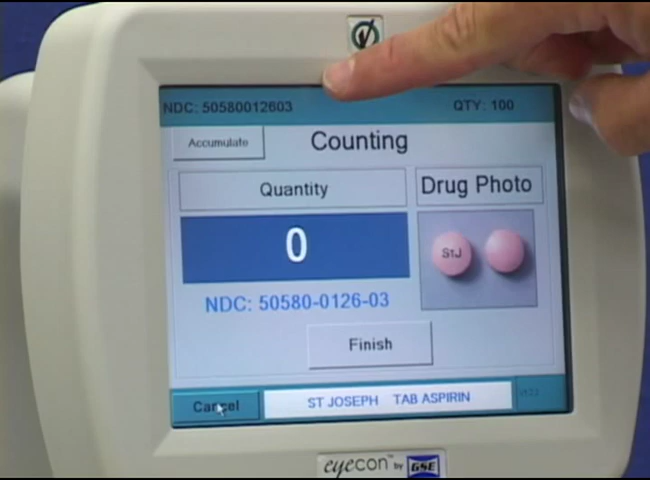 NDC: 50580012603 QTY: 100
Accumulate Counting
Quantity Drug Photo
0
StJ
NDC: 50580-0126-03
Finish
Cancel ST JOSEPH TAB ASPIRIN
eyecon™ by GSE